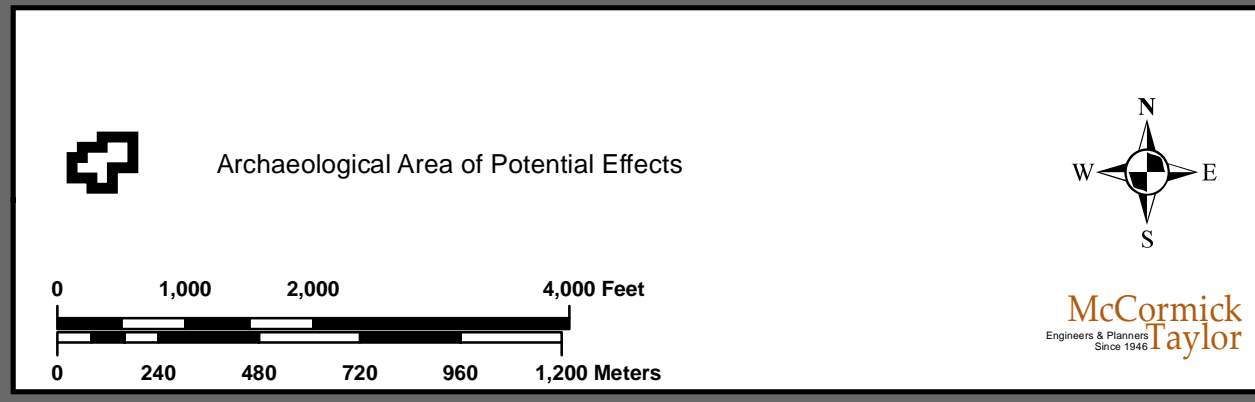 N
W E
S
Archaeological Area of Potential Effects
0 1,000 2,000 4,000 Feet
0 240 480 720 960 1,200 Meters
McCormick
Engineers & Planners
Since 1946
Taylor